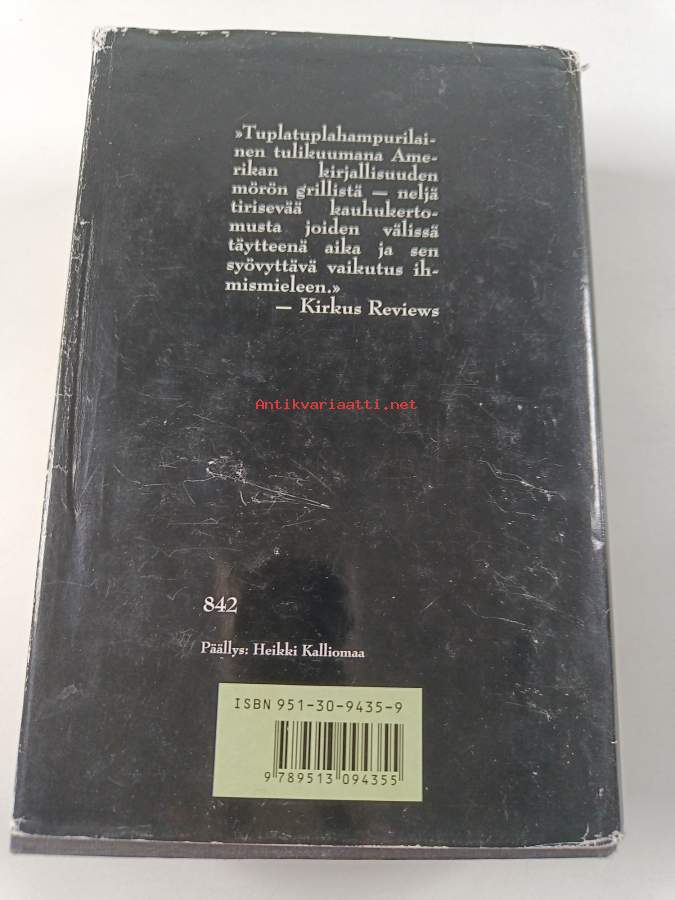 »Tuplatuplahampurilai-
nen tulikuumana Ame-
rikan kirjallisuuden
mörön grillistä — neljä
tirisevää kauhukerto-
musta joiden välissä
täytteenä aika ja sen
syövyttävä vaikutus ih-
mismieleen.»
— Kirkus Reviews
Antikvariaatti.net
842
Päällys: Heikki Kalliomaa
ISBN 951-30-9435-9
9 789513 094355